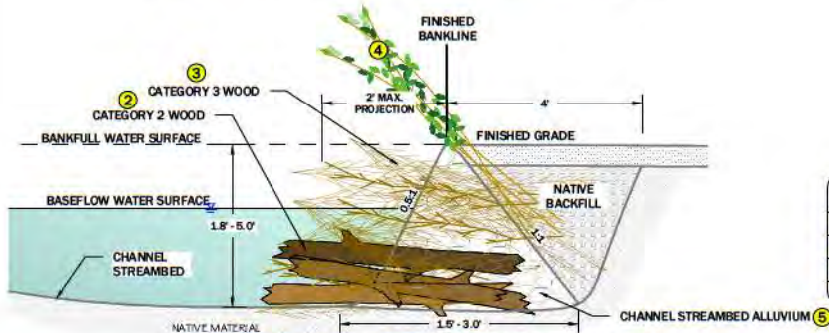 FINISHED
BANKLINE
4
3
CATEGORY 3 WOOD
2
CATEGORY 2 WOOD
2' MAX.
PROJECTION
4'
BANKFULL WATER SURFACE
FINISHED GRADE
NATIVE
BACKFILL
BASEFLOW WATER SURFACE
0.5:1
1:1
1.8' - 5.0'
CHANNEL
STREAMBED
CHANNEL STREAMBED ALLUVIUM 5
NATIVE MATERIAL
1.5' - 3.0'